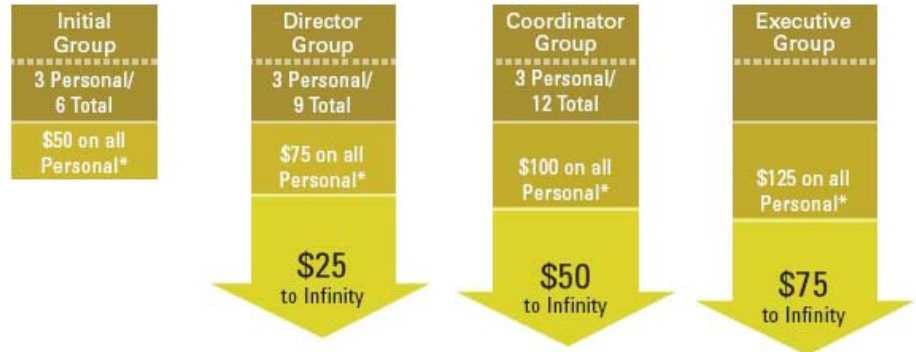 Initial
Group
3 Personal/
6 Total
$50 on all
Personal*
Director
Group
3 Personal/
9 Total
$75 on all
Personal*
$25
to Infinity
Coordinator
Group
3 Personal/
12 Total
$100 on all
Personal*
$50
to Infinity
Executive
Group
$125 on all
Personal*
$75
to Infinity